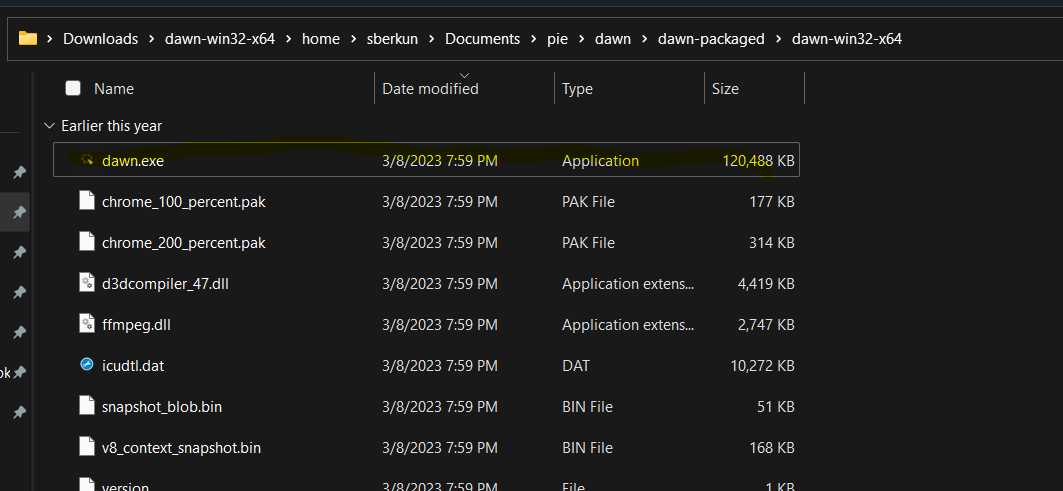 Downloads > dawn-win32-x64 > home > sberkun > Documents > pie > dawn > dawn-packaged > dawn-win32-x64
Name Date modified Type Size
Earlier this year
dawn.exe 3/8/2023 7:59 PM Application 120,488 KB
chrome_100_percent.pak 3/8/2023 7:59 PM PAK File 177 KB
chrome_200_percent.pak 3/8/2023 7:59 PM PAK File 314 KB
d3dcompiler_47.dll 3/8/2023 7:59 PM Application extens... 4,419 KB
ffmpeg.dll 3/8/2023 7:59 PM Application extens... 2,747 KB
icudtl.dat 3/8/2023 7:59 PM DAT 10,272 KB
snapshot_blob.bin 3/8/2023 7:59 PM BIN File 51 KB
v8_context_snapshot.bin 3/8/2023 7:59 PM BIN File 168 KB
version 3/8/2023 7:59 PM File 1 KB